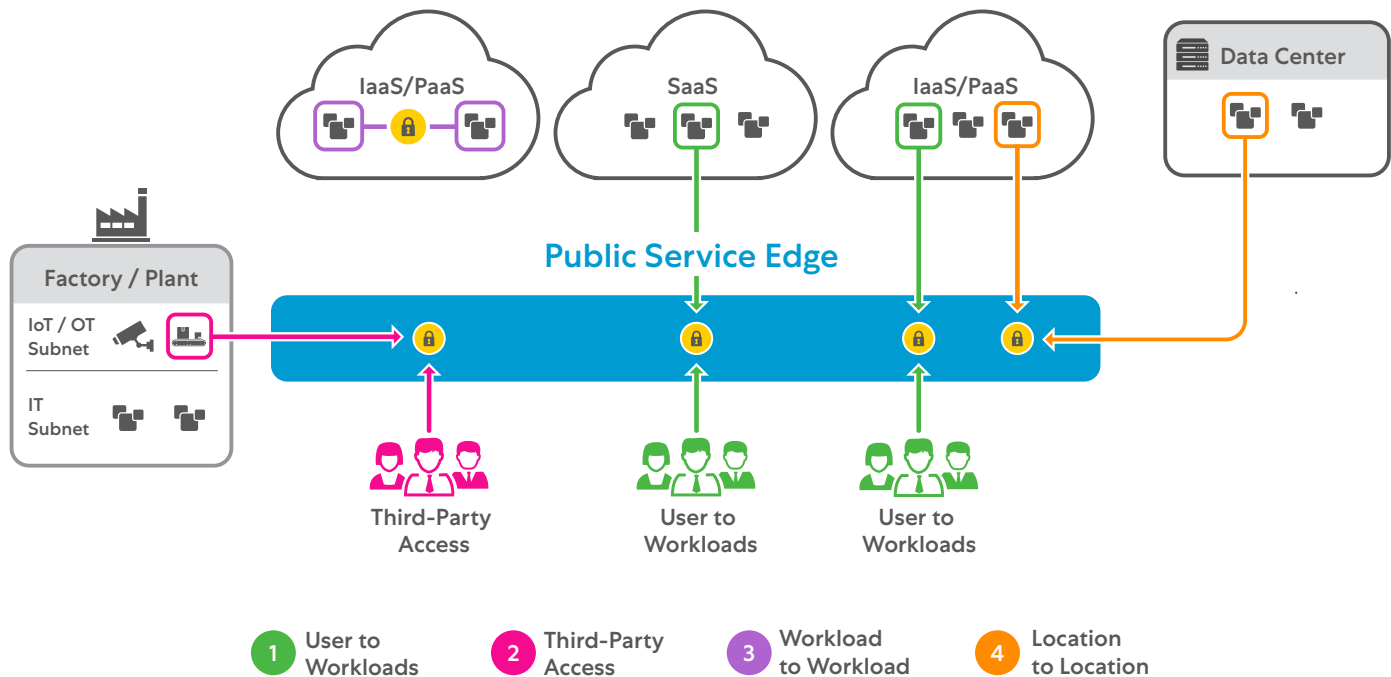 IaaS/PaaS
SaaS
IaaS/PaaS
Data Center
Public Service Edge
Factory / Plant
IoT / OT
Subnet
IT
Subnet
Third-Party
Access
User to
Workloads
User to
Workloads
1
User to
Workloads
2
Third-Party
Access
3
Workload
to Workload
4
Location
to Location